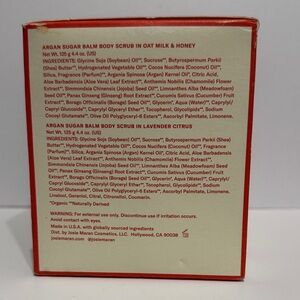 ARGAN SUGAR BALM BODY SCRUB IN OAT MILK & HONEY
Net Wt. 125 g 4.4 oz. (US)
INGREDIENTS: Glycine Soja (Soybean) Oil**, Sucrose**, Butyrospermum Parkii
(Shea) Butter**, Hydrogenated Vegetable Oil**, Cocos Nucifera (Coconut) Oil**,
Silica, Fragrance (Parfum)**, Argania Spinosa (Argan) Kernel Oil*, Citric Acid,
Aloe Barbadensis (Aloe Vera) Leaf Extract**, Anthemis Nobilis (Chamomile) Flower
Extract**, Simmondsia Chinensis (Jojoba) Seed Oil**, Limnanthes Alba (Meadowfoam)
Seed Oil**, Panax Ginseng (Ginseng) Root Extract**, Cucumis Sativus (Cucumber) Fruit
Extract**, Borago Officinalis (Borage) Seed Oil**, Glycerin**, Aqua (Water)**, Caprylyl/
Capryl Glucoside**, Caprylyl Glyceryl Ether**, Tocopherol, Glycolipids**, Sodium
Cocoyl Glutamate**, Olive Oil Polyglyceryl-6 Esters**, Ascorbyl Palmitate, Limonene
ARGAN SUGAR BALM BODY SCRUB IN LAVENDER CITRUS
Net Wt. 125 g 4.4 oz. (US)
INGREDIENTS: Glycine Soja (Soybean) Oil**, Sucrose**, Butyrospermum Parkii (Shea)
Butter**, Hydrogenated Vegetable Oil**, Cocos Nucifera (Coconut) Oil**, Fragrance
(Parfum)**, Silica, Argania Spinosa (Argan) Kernel Oil*, Citric Acid, Aloe Barbadensis
(Aloe Vera) Leaf Extract**, Anthemis Nobilis (Chamomile) Flower Extract**,
Simmondsia Chinensis (Jojoba) Seed Oil**, Limnanthes Alba (Meadowfoam) Seed
Oil**, Panax Ginseng (Ginseng) Root Extract**, Cucumis Sativus (Cucumber) Fruit
Extract**, Borago Officinalis (Borage) Seed Oil**, Glycerin**, Aqua (Water)**,
Caprylyl/Capryl Glucoside**, Caprylyl Glyceryl Ether**, Tocopherol, Glycolipids**, Sodium
Cocoyl Glutamate**, Olive Oil Polyglyceryl-6 Esters**, Ascorbyl Palmitate, Limonene,
Linalool, Geraniol, Citral, Citronellol, Coumarin.
*Organic **Naturally Derived
WARNING: For external use only. Discontinue use if irritation occurs.
Avoid contact with eyes.
Made in U.S.A. with globally sourced ingredients
Dist. by Josie Maran Cosmetics, LLC. Hollywood, CA 90038
josiemaran.com | @josiemaran